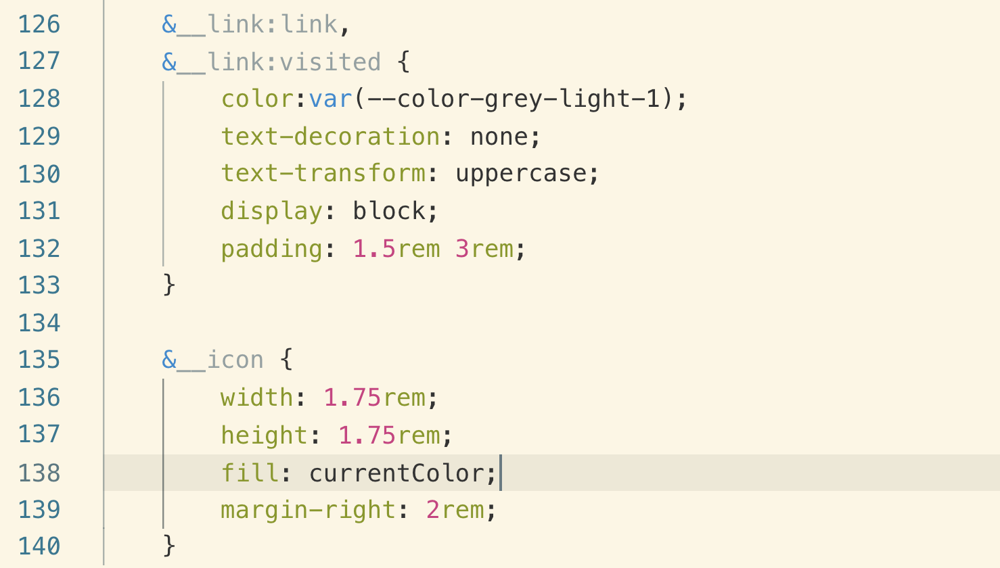 126 &__link:link,
127 &__link:visited {
128 color:var(--color-grey-light-1);
129 text-decoration: none;
130 text-transform: uppercase;
131 display: block;
132 padding: 1.5rem 3rem;
133 }
134
135 &__icon {
136 width: 1.75rem;
137 height: 1.75rem;
138 fill: currentColor;
139 margin-right: 2rem;
140 }